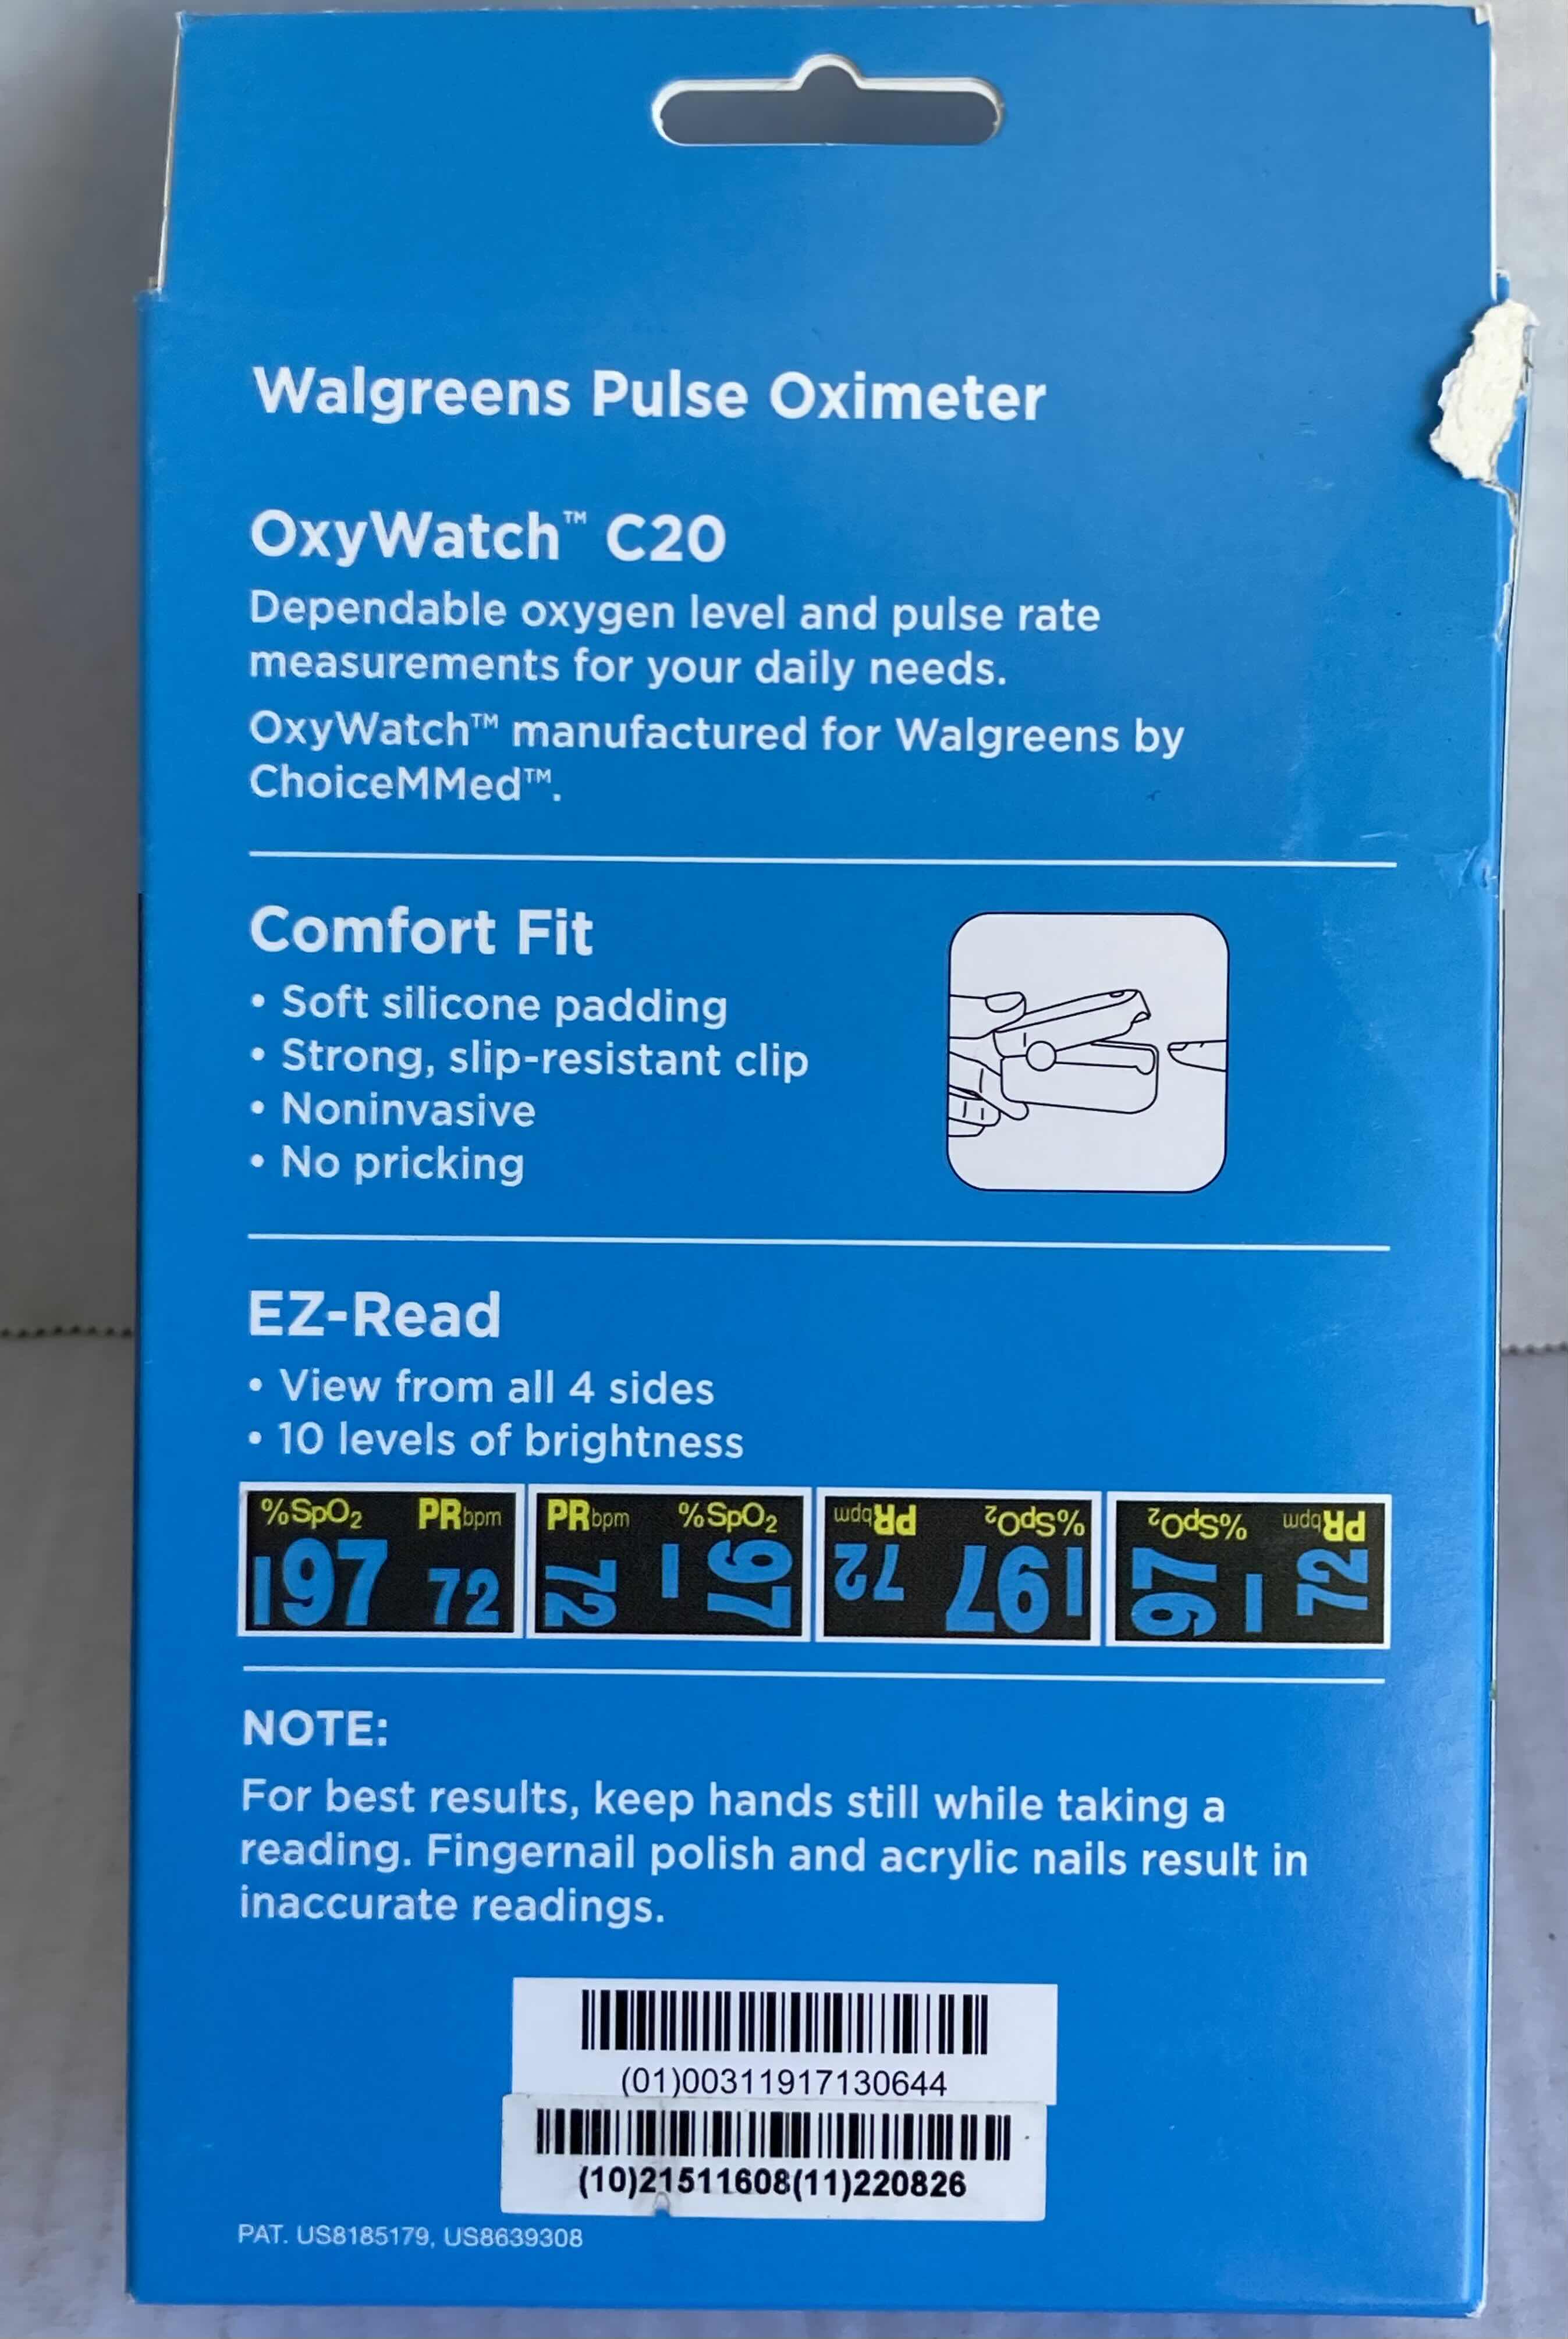 Walgreens Pulse Oximeter
OxyWatch™ C20
Dependable oxygen level and pulse rate
measurements for your daily needs.
OxyWatch™ manufactured for Walgreens by
ChoiceMMed™.
Comfort Fit
• Soft silicone padding
• Strong, slip-resistant clip
• Noninvasive
• No pricking
EZ-Read
• View from all 4 sides
• 10 levels of brightness
%SpO₂ PRbpm
97 72
PRbpm %SpO₂
72 97
PRbpm %SpO₂
72 97
%SpO₂ PRbpm
97 72
NOTE:
For best results, keep hands still while taking a
reading. Fingernail polish and acrylic nails result in
inaccurate readings.
(01)00311917130644
(10)21511608(11)220826
PAT. US8185179, US8639308